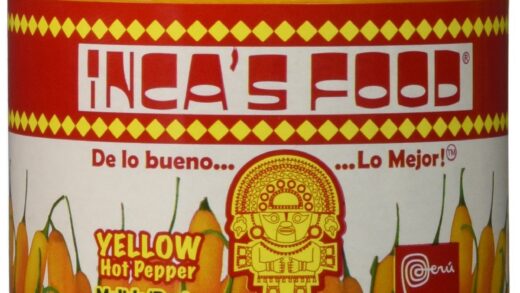 INCA'S FOOD®
De lo bueno... ...Lo Mejor!™
YELLOW
Hot Pepper
Perú